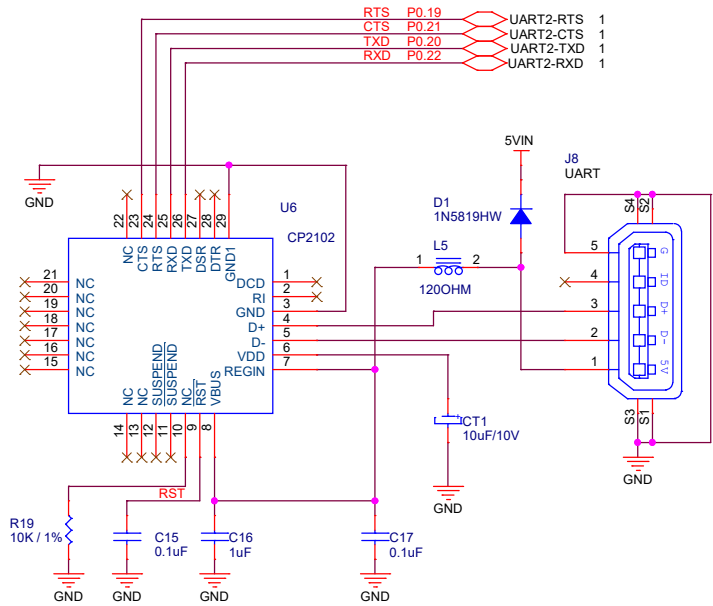 RTS P0.19 UART2-RTS 1
CTS P0.21 UART2-CTS 1
TXD P0.20 UART2-TXD 1
RXD P0.22 UART2-RXD 1
5VIN
J8
UART
GND
U6
CP2102
D1
1N5819HW
L5
1 2
120OHM
22 23 24 25 26 27 28 29
NC CTS RTS RXD TXD DSR DTR GND1
21 NC
20 NC
19 NC
18 NC
17 NC
16 NC
15 NC
DCD 1
RI 2
GND 3
D+ 4
D- 5
VDD 6
REGIN 7
NC NC SUSPEND SUSPEND NC RST VBUS
14 13 12 11 10 9 8
S4 S2
5 G
4 ID
3 D+
2 D-
1 5V
S3 S1
GND
CT1
+
10uF/10V
GND
RST
R19
10K / 1%
C15
0.1uF
C16
1uF
C17
0.1uF
GND
GND
GND
GND